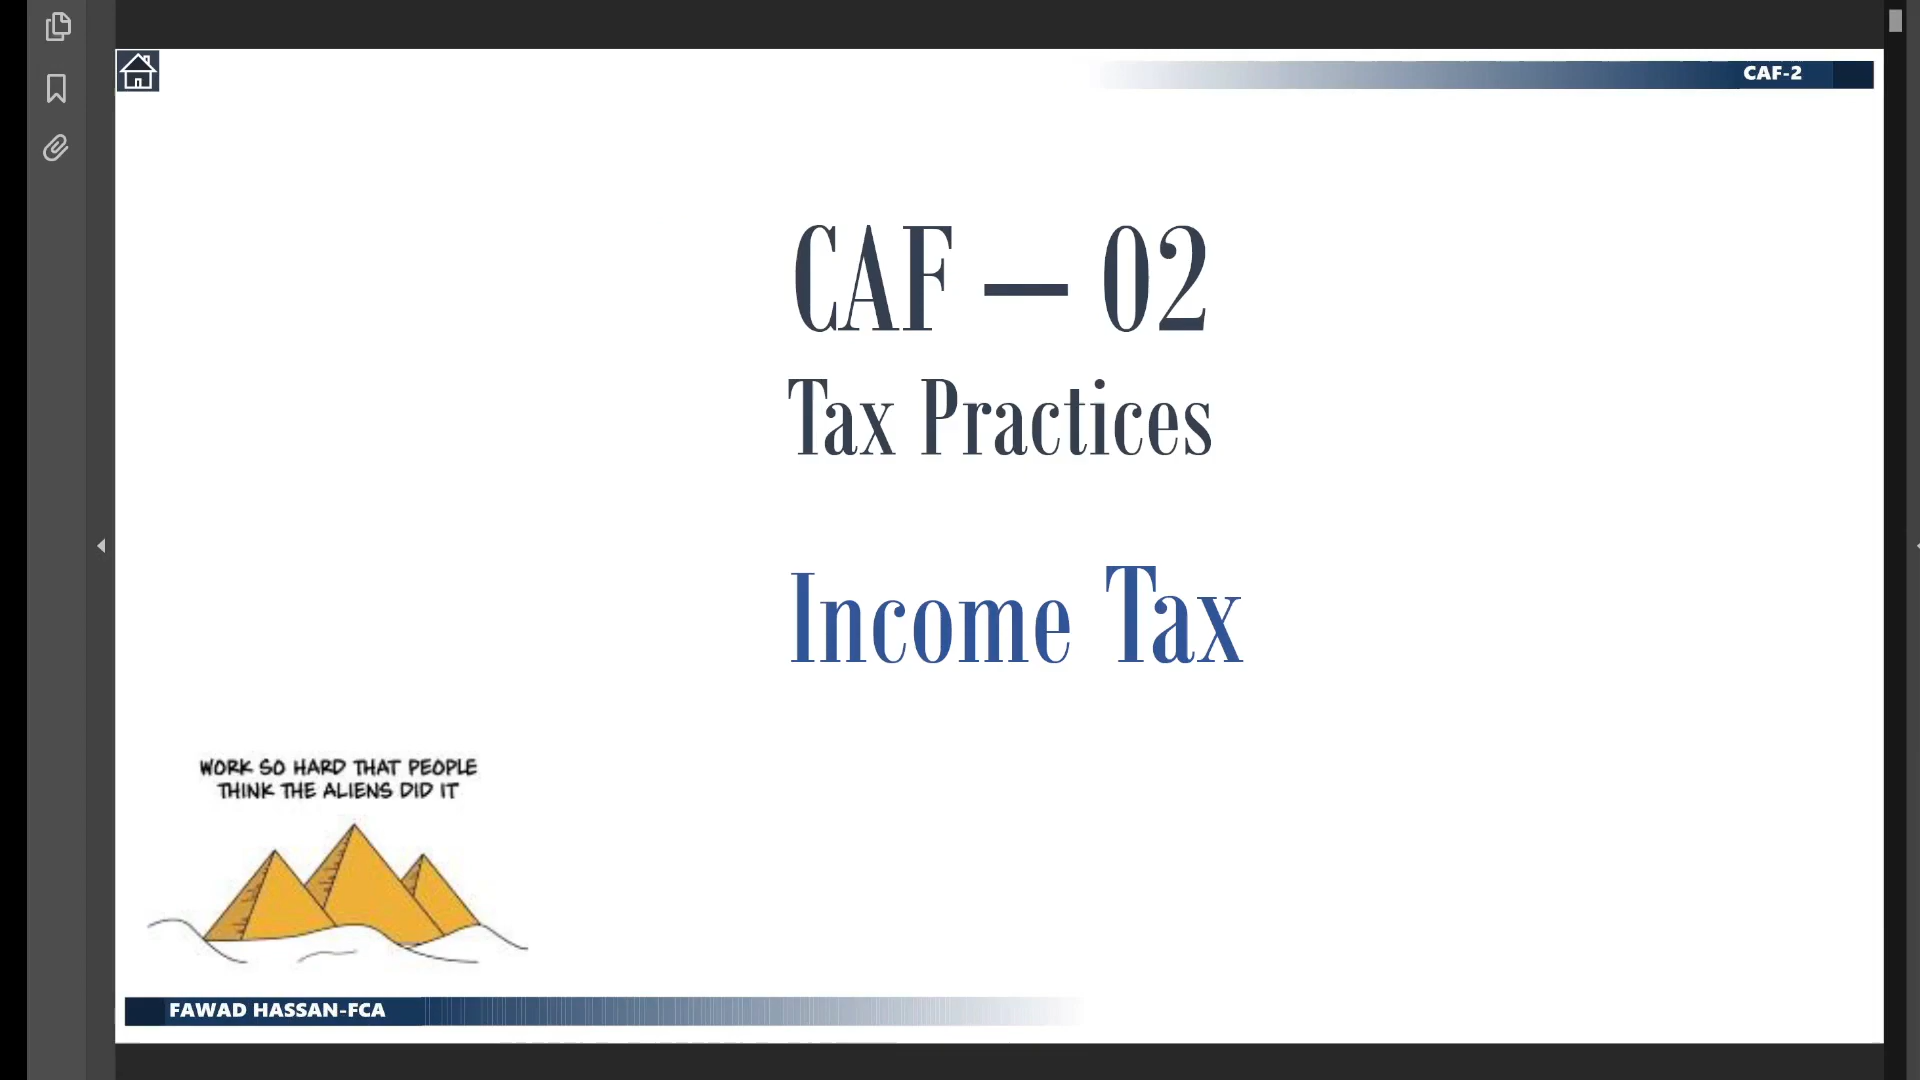 CAF-2
CAF – 02
Tax Practices
Income Tax
WORK SO HARD THAT PEOPLE
THINK THE ALIENS DID IT
FAWAD HASSAN-FCA